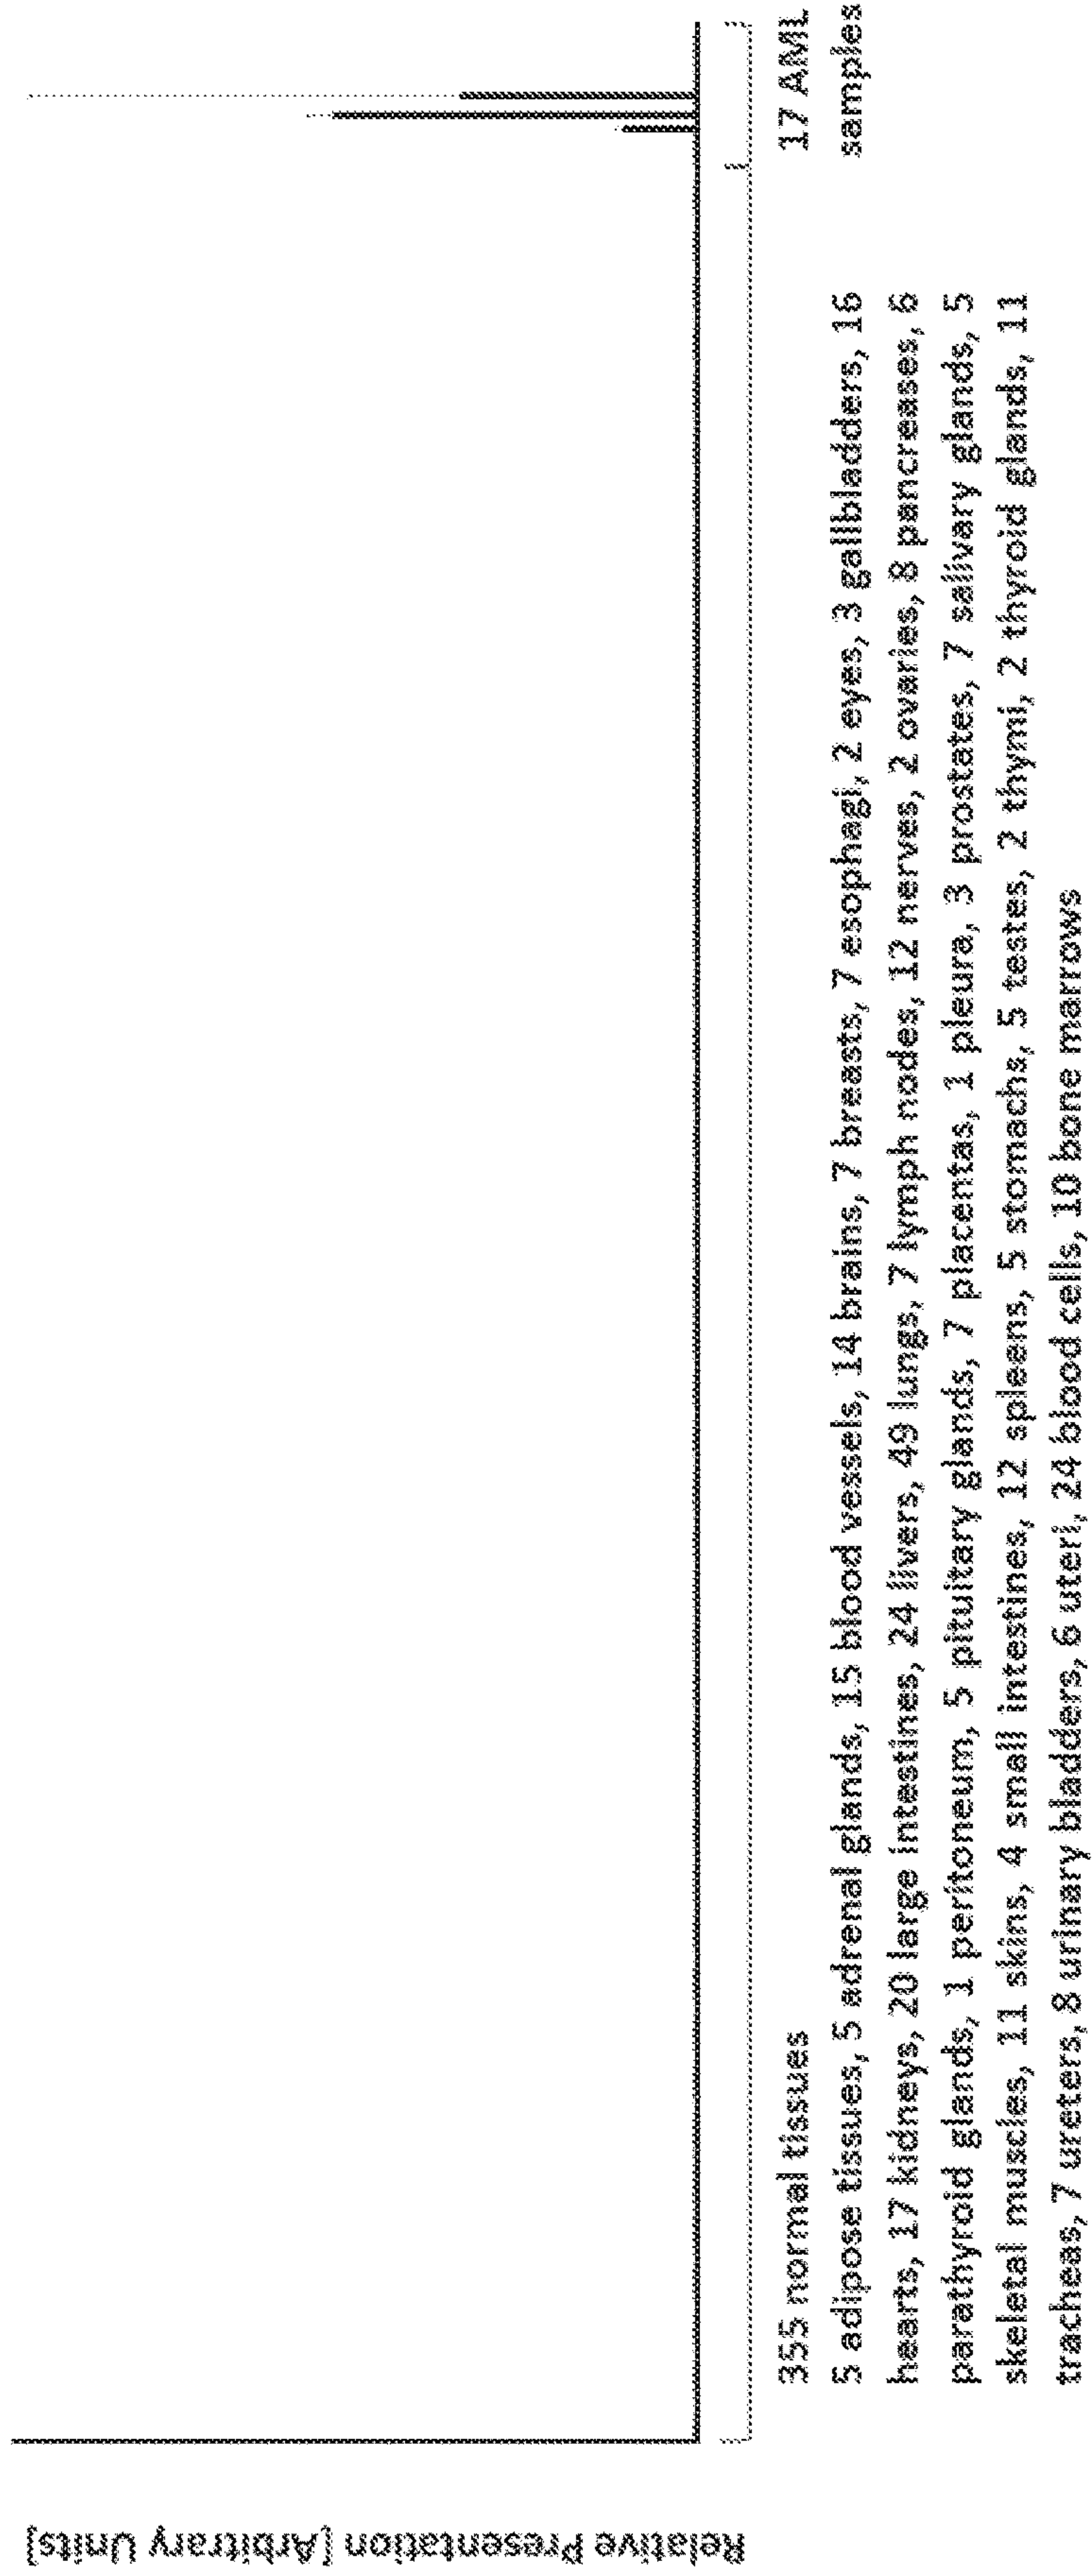 Relative Presentation [Arbitrary Units]
355 normal tissues
5 adipose tissues, 5 adrenal glands, 15 blood vessels, 14 brains, 7 breasts, 7 esophagi, 2 eyes, 3 gallbladders, 16
hearts, 17 kidneys, 20 large intestines, 24 livers, 49 lungs, 7 lymph nodes, 12 nerves, 2 ovaries, 8 pancreases, 6
parathyroid glands, 1 peritoneum, 5 pituitary glands, 7 placentas, 1 pleura, 3 prostates, 7 salivary glands, 5
skeletal muscles, 11 skins, 4 small intestines, 12 spleens, 5 stomachs, 5 testes, 2 thymi, 2 thyroid glands, 11
tracheas, 7 ureters, 8 urinary bladders, 6 uteri, 24 blood cells, 10 bone marrows
17 AML
samples